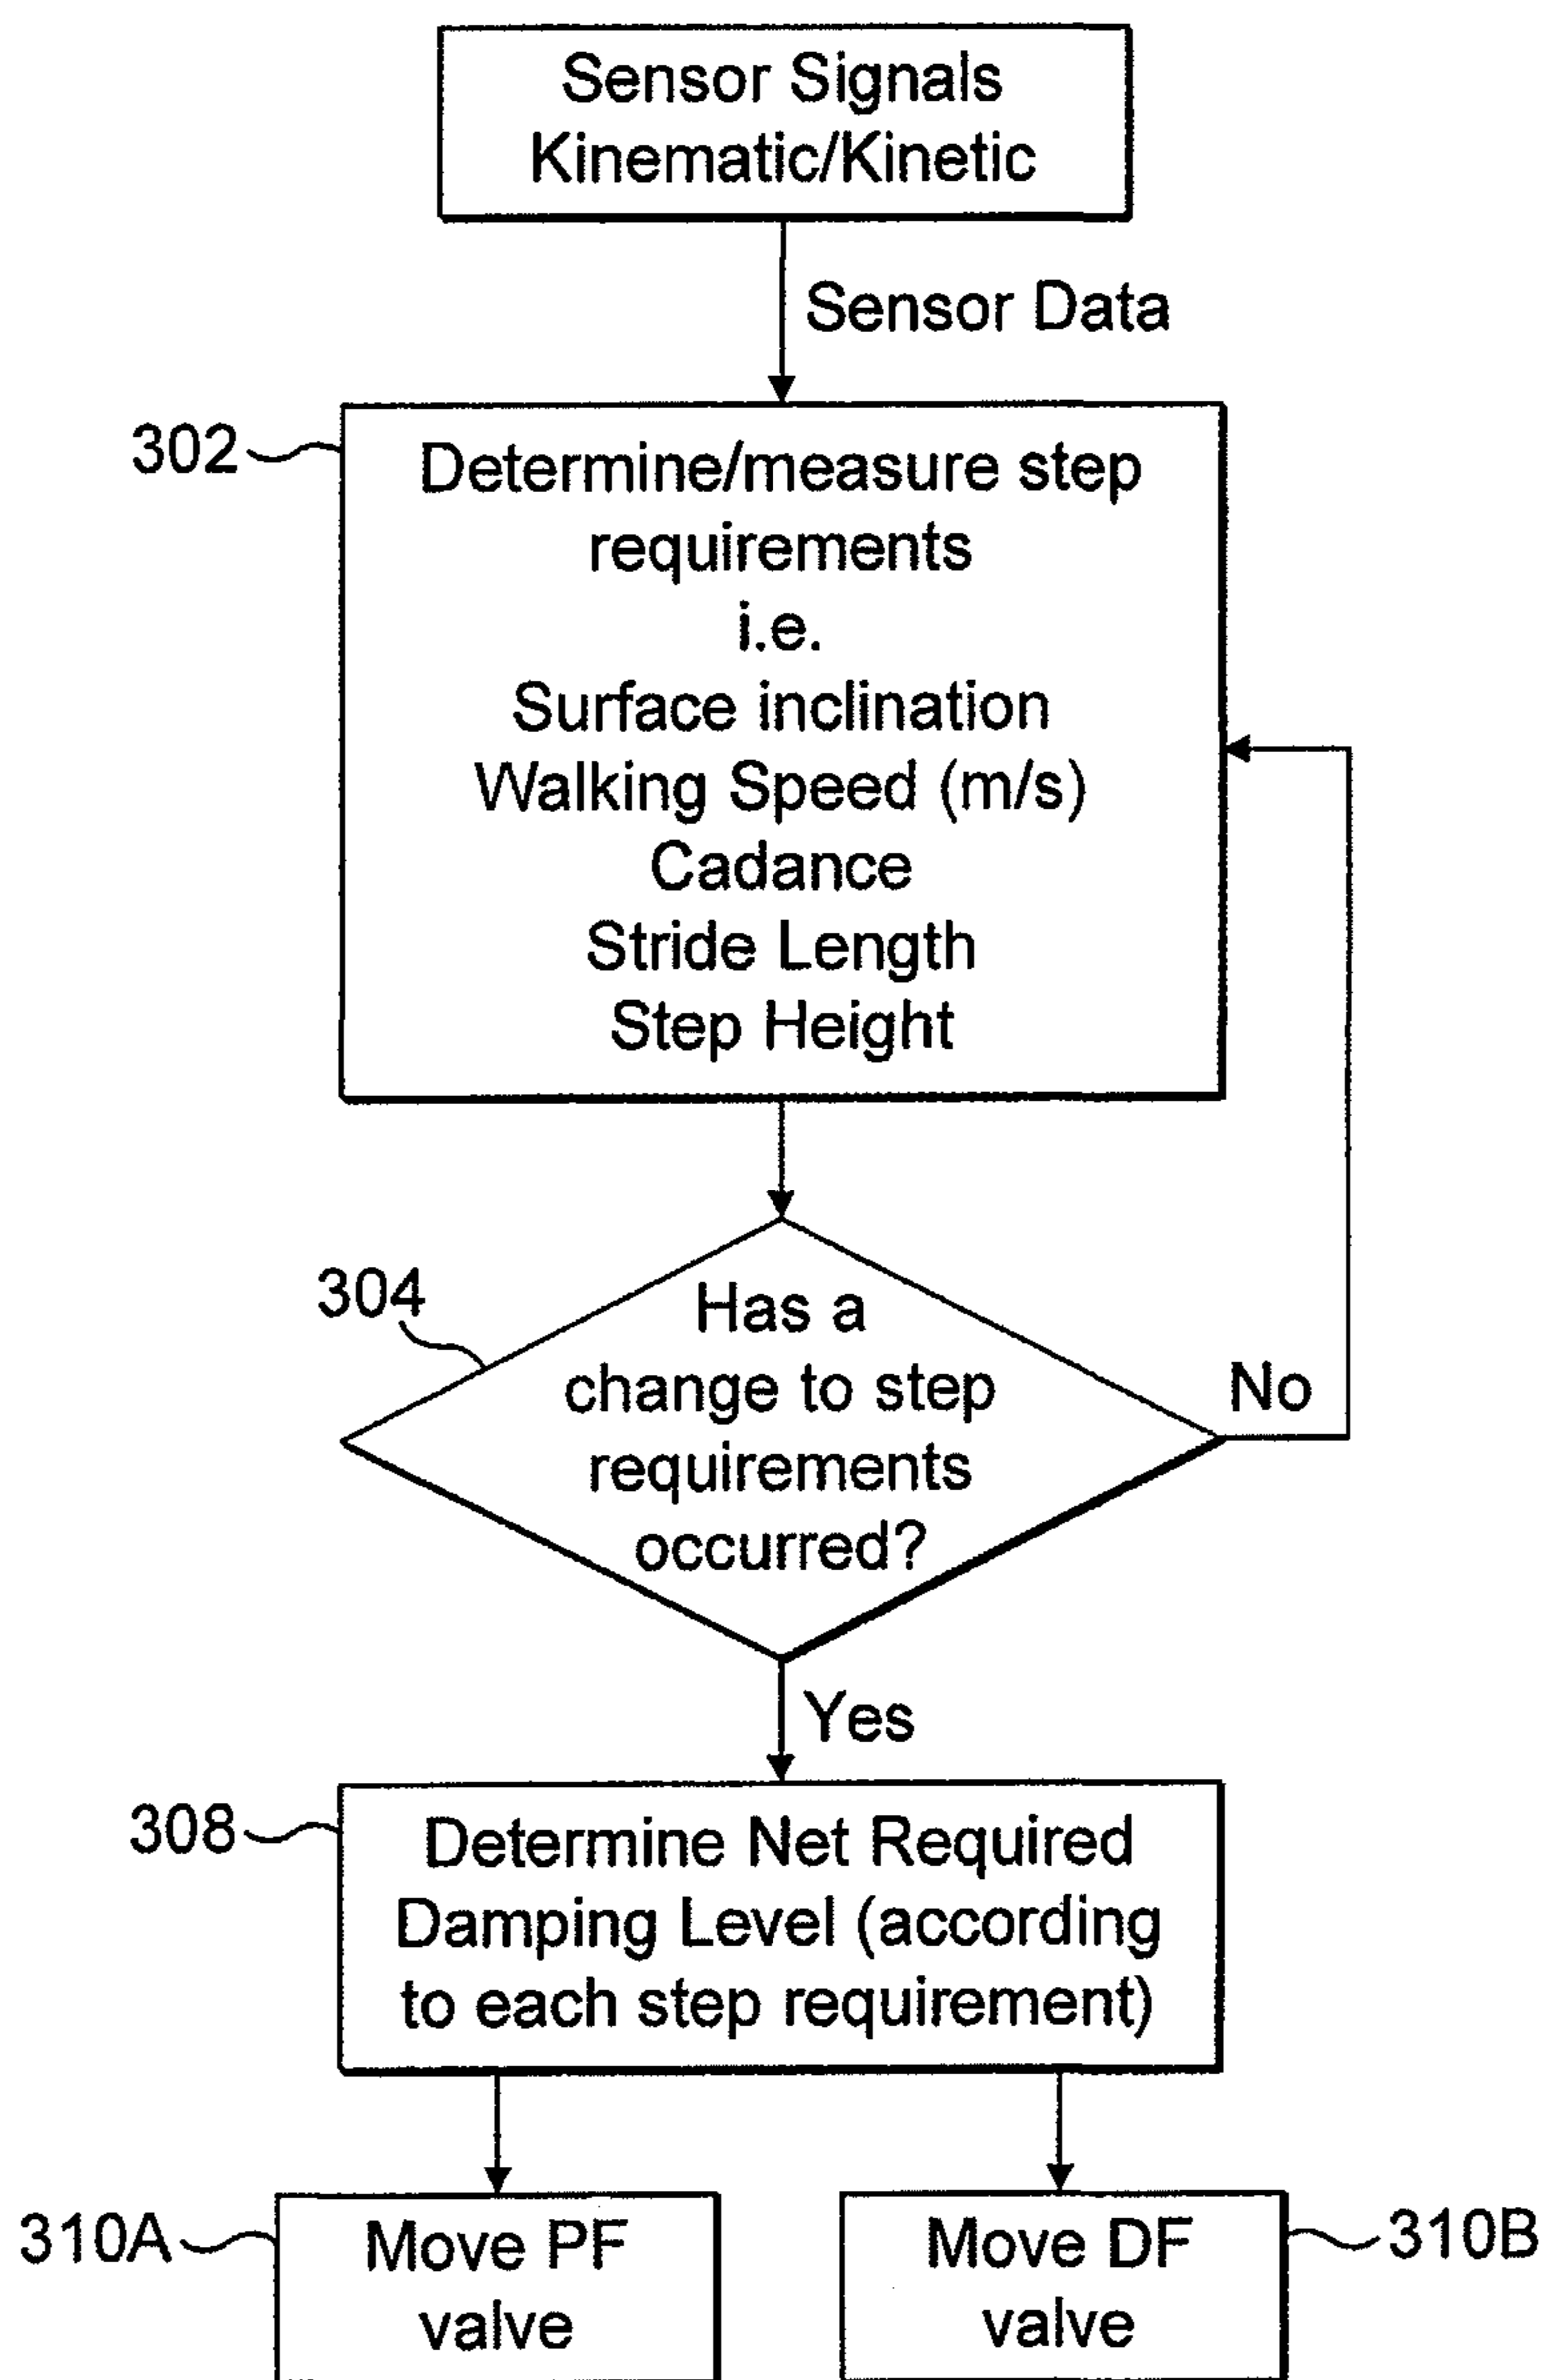 Sensor Signals
Kinematic/Kinetic
Sensor Data
302
Determine/measure step
requirements
i.e.
Surface inclination
Walking Speed (m/s)
Cadance
Stride Length
Step Height
304
Has a
change to step
requirements
occurred?
No
Yes
308
Determine Net Required
Damping Level (according
to each step requirement)
310A
Move PF
valve
Move DF
valve
310B